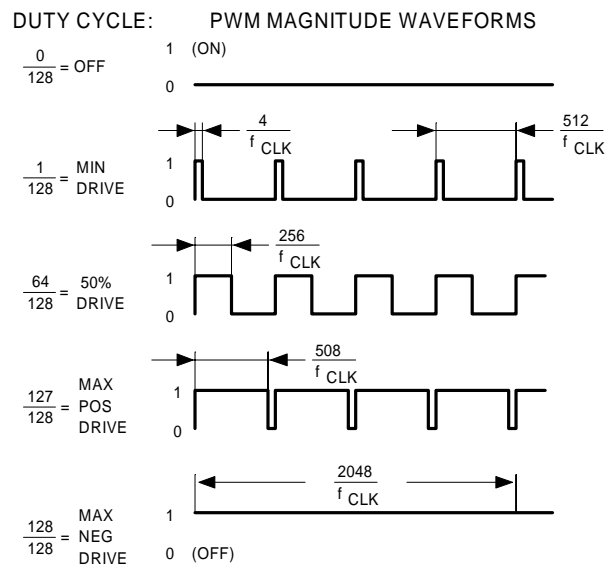 DUTY CYCLE: PWM MAGNITUDE WAVEFORMS
0/128 = OFF
1 (ON)
0
1/128 = MIN DRIVE
1
0
4/f CLK
512/f CLK
64/128 = 50% DRIVE
1
0
256/f CLK
127/128 = MAX POS DRIVE
1
0
508/f CLK
128/128 = MAX NEG DRIVE
1
0 (OFF)
2048/f CLK